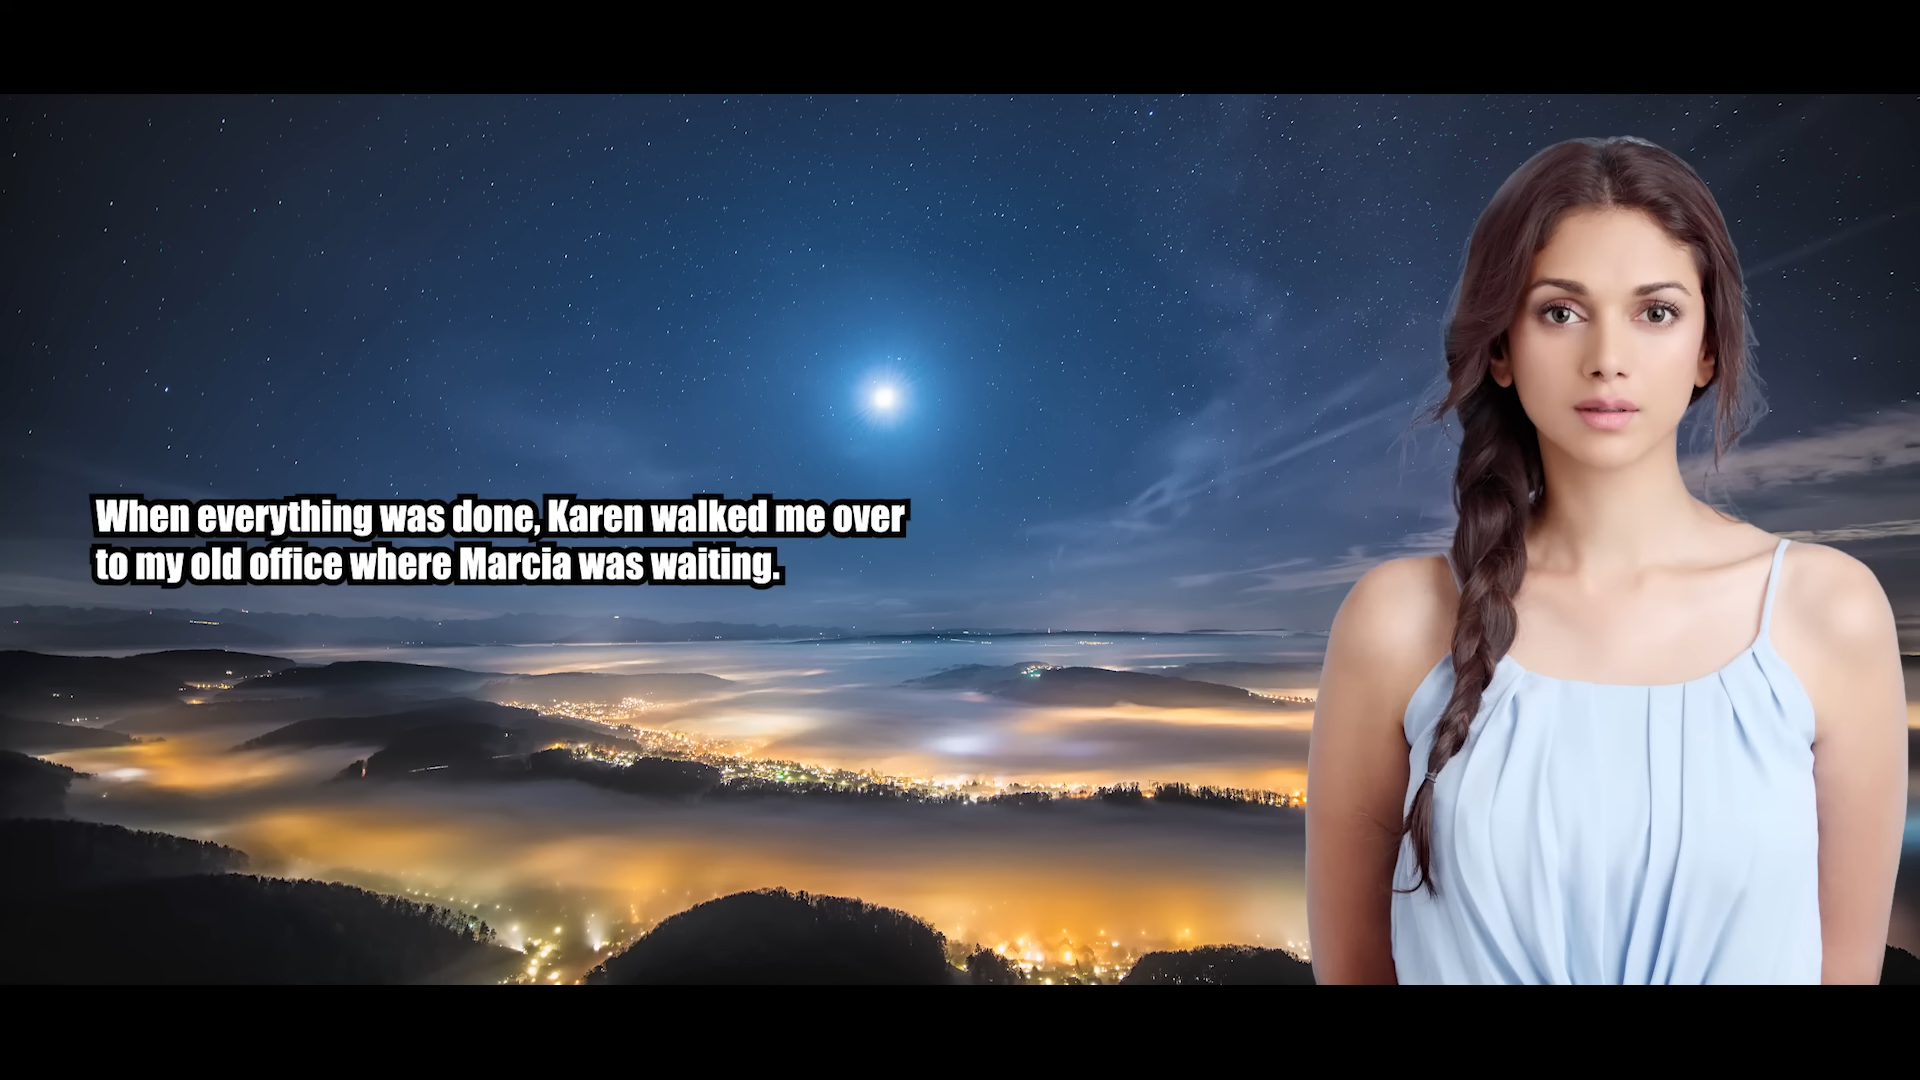 When everything was done, Karen walked me over
to my old office where Marcia was waiting.